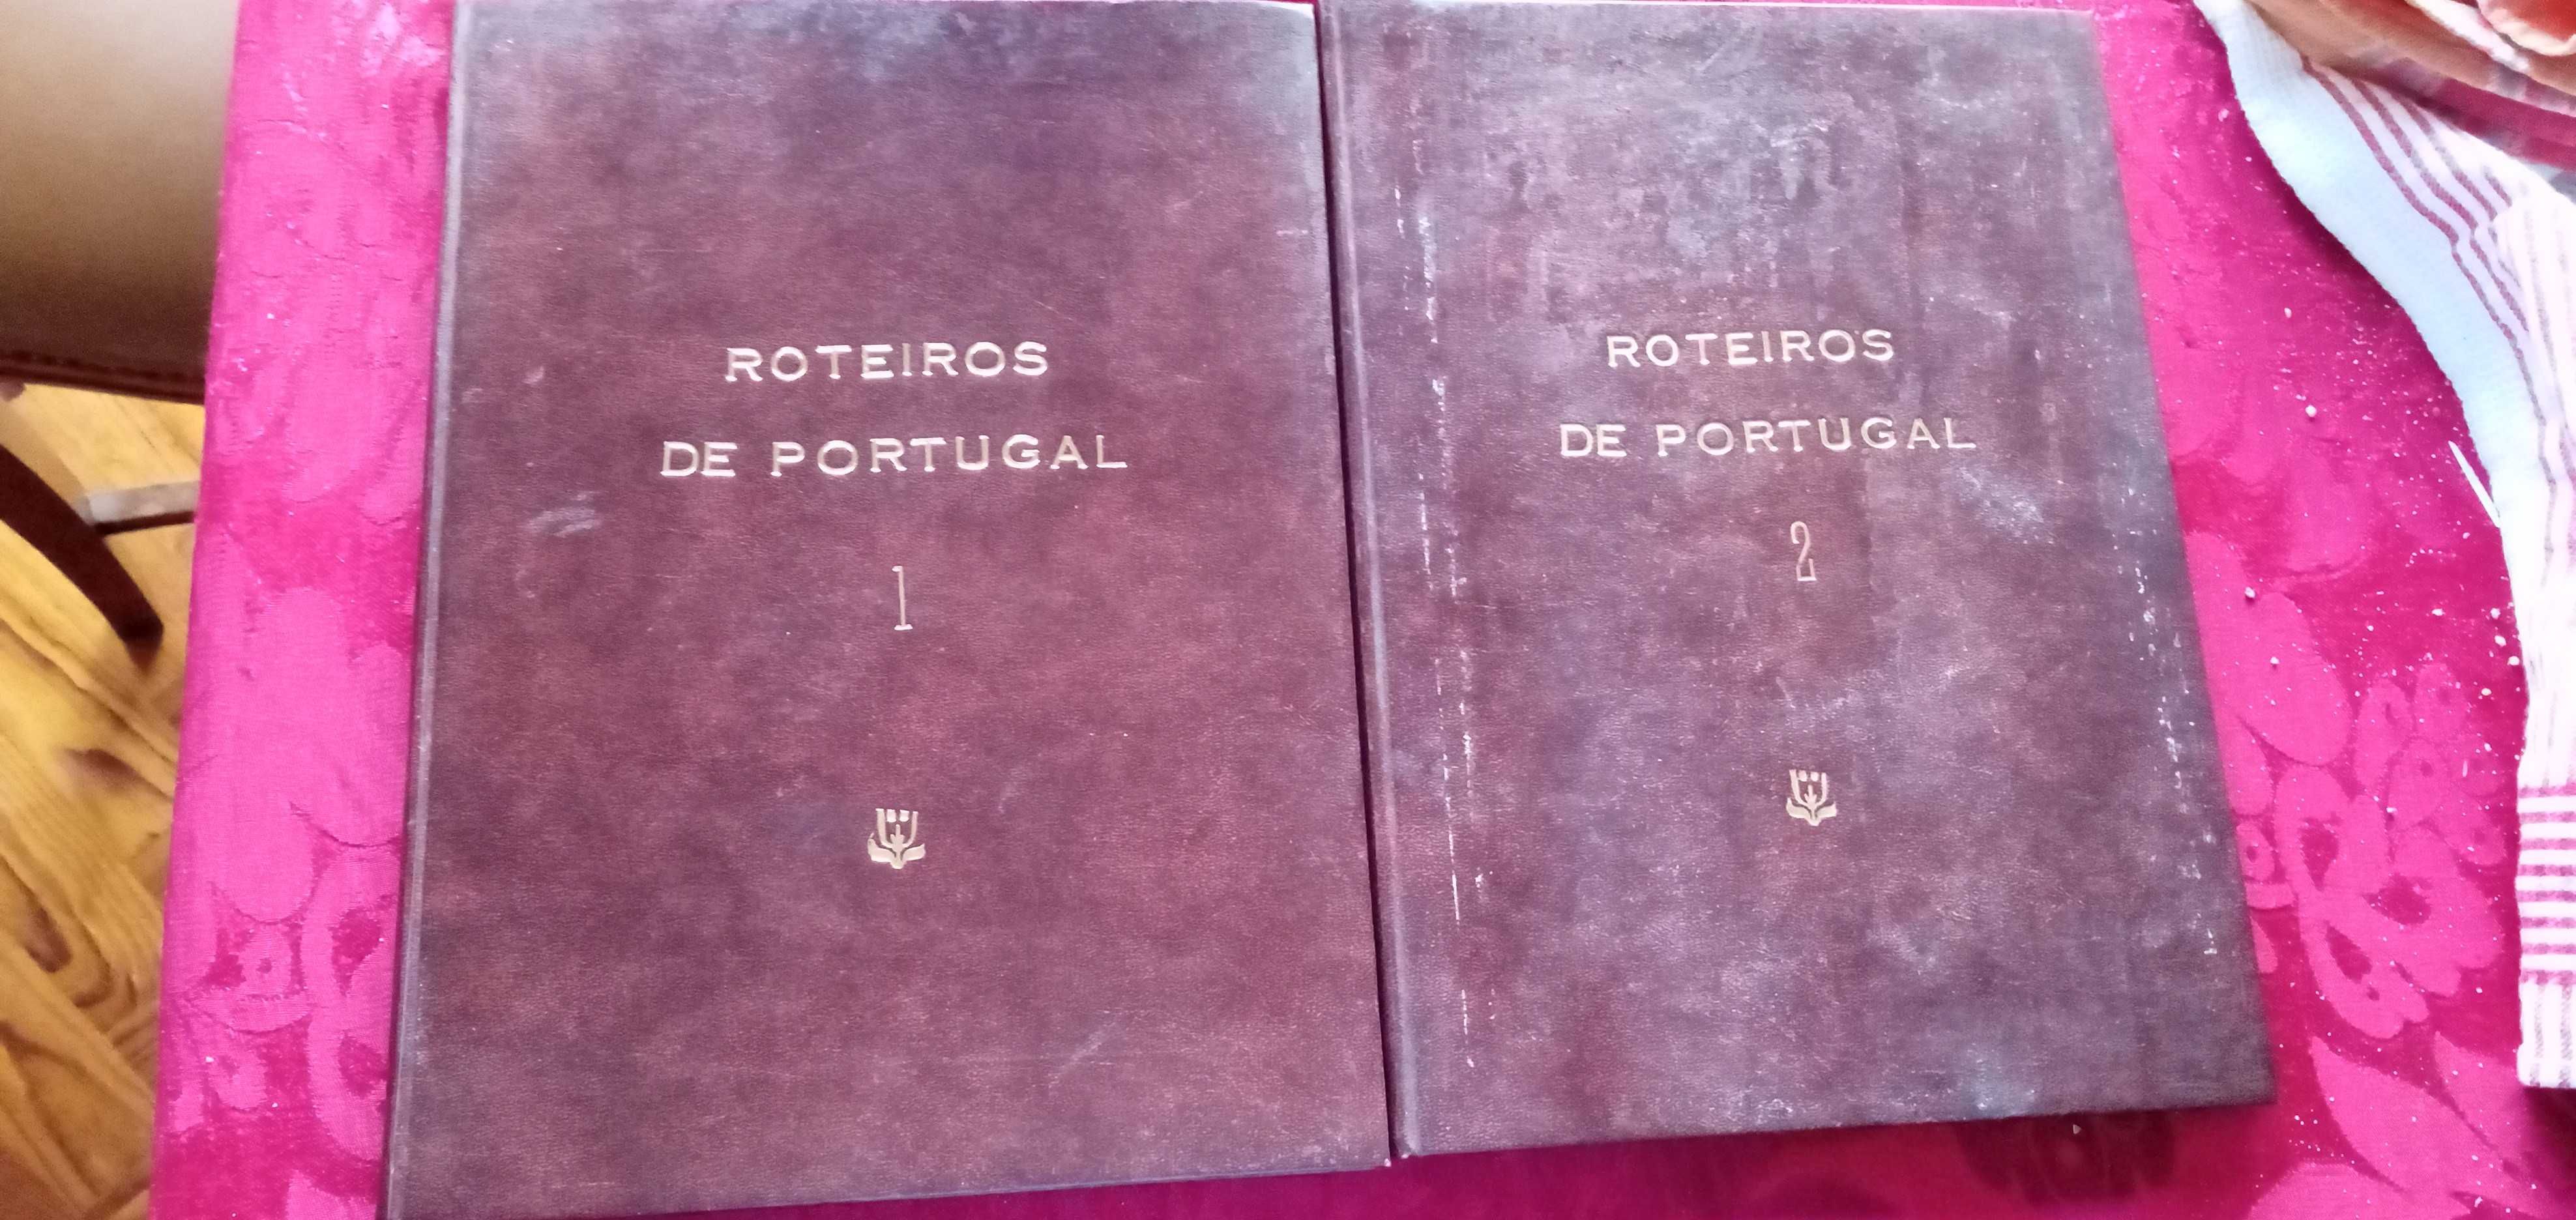 ROTEIROS
DE PORTUGAL
1
ROTEIROS
DE PORTUGAL
2